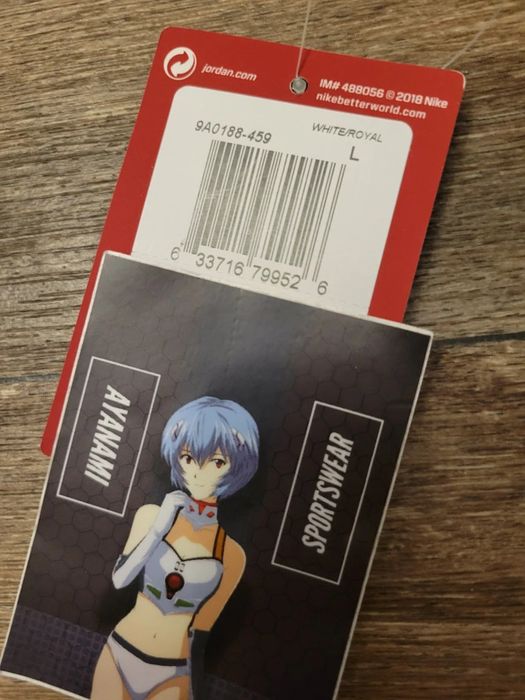 jordan.com
IM# 488056 © 2018 Nike
nikebetterworld.com
9A0188-459
WHITE/ROYAL
L
6 33716 79952 6
AYANAMI
SPORTSWEAR